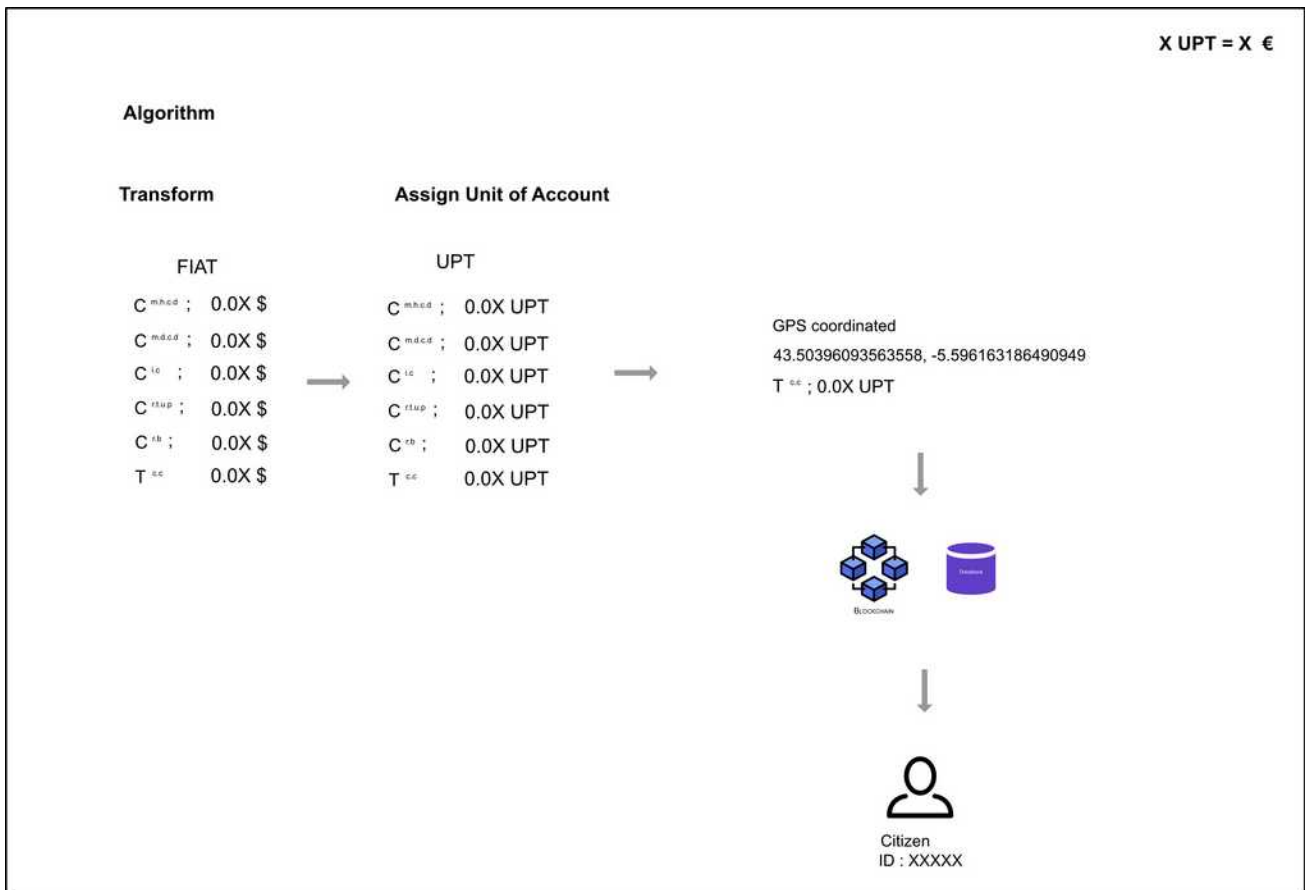 X UPT = X €
Algorithm
Transform
Assign Unit of Account
FIAT
C m.h.c.d ; 0.0X $
C m.d.c.d ; 0.0X $
C i.c ; 0.0X $
C r.t.u.p ; 0.0X $
C r.b ; 0.0X $
T c.c 0.0X $
UPT
C m.h.c.d ; 0.0X UPT
C m.d.c.d ; 0.0X UPT
C i.c ; 0.0X UPT
C r.t.u.p ; 0.0X UPT
C r.b ; 0.0X UPT
T c.c 0.0X UPT
GPS coordinated
43.50396093563558, -5.596163186490949
T c.c ; 0.0X UPT
BLOCKCHAIN
Database
Citizen
ID : XXXXX